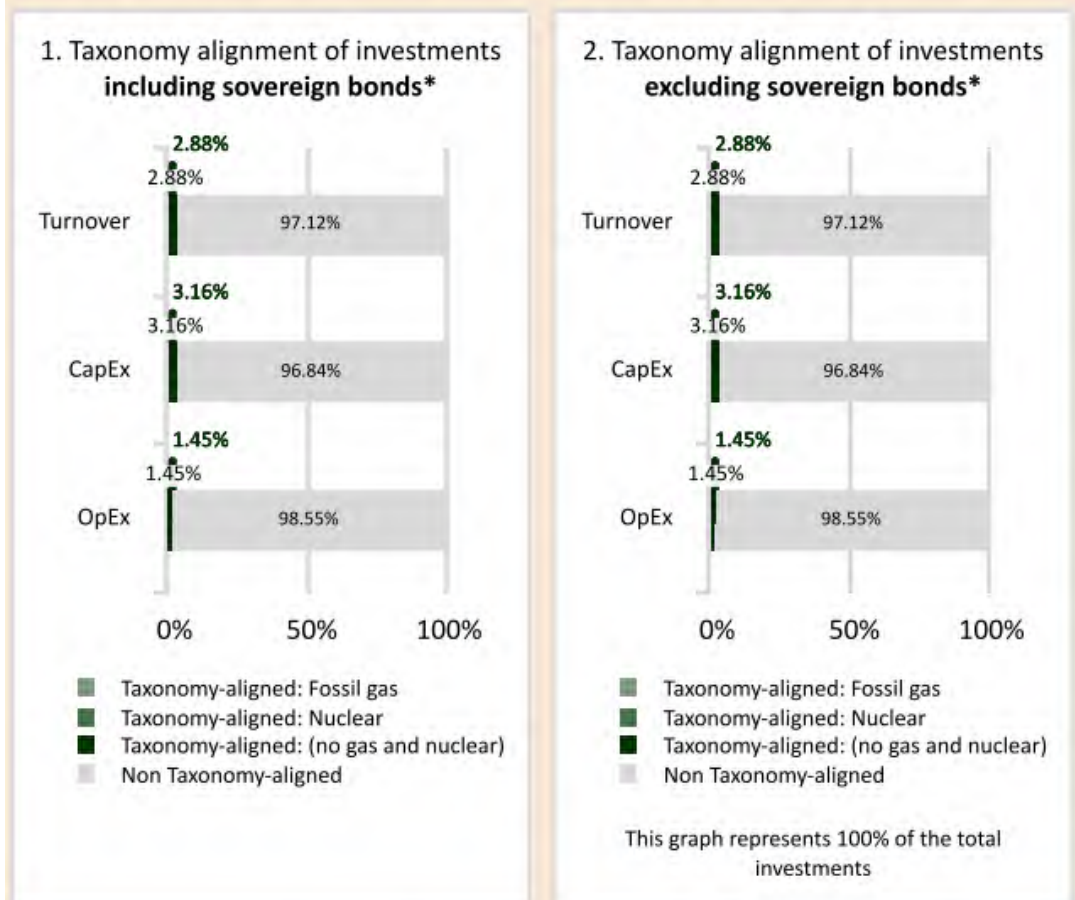 1. Taxonomy alignment of investments
including sovereign bonds*
2.88%
2.88%
Turnover
97.12%
3.16%
3.16%
CapEx
96.84%
1.45%
1.45%
OpEx
98.55%
0% 50% 100%
Taxonomy-aligned: Fossil gas
Taxonomy-aligned: Nuclear
Taxonomy-aligned: (no gas and nuclear)
Non Taxonomy-aligned
2. Taxonomy alignment of investments
excluding sovereign bonds*
2.88%
2.88%
Turnover
97.12%
3.16%
3.16%
CapEx
96.84%
1.45%
1.45%
OpEx
98.55%
0% 50% 100%
Taxonomy-aligned: Fossil gas
Taxonomy-aligned: Nuclear
Taxonomy-aligned: (no gas and nuclear)
Non Taxonomy-aligned
This graph represents 100% of the total
investments